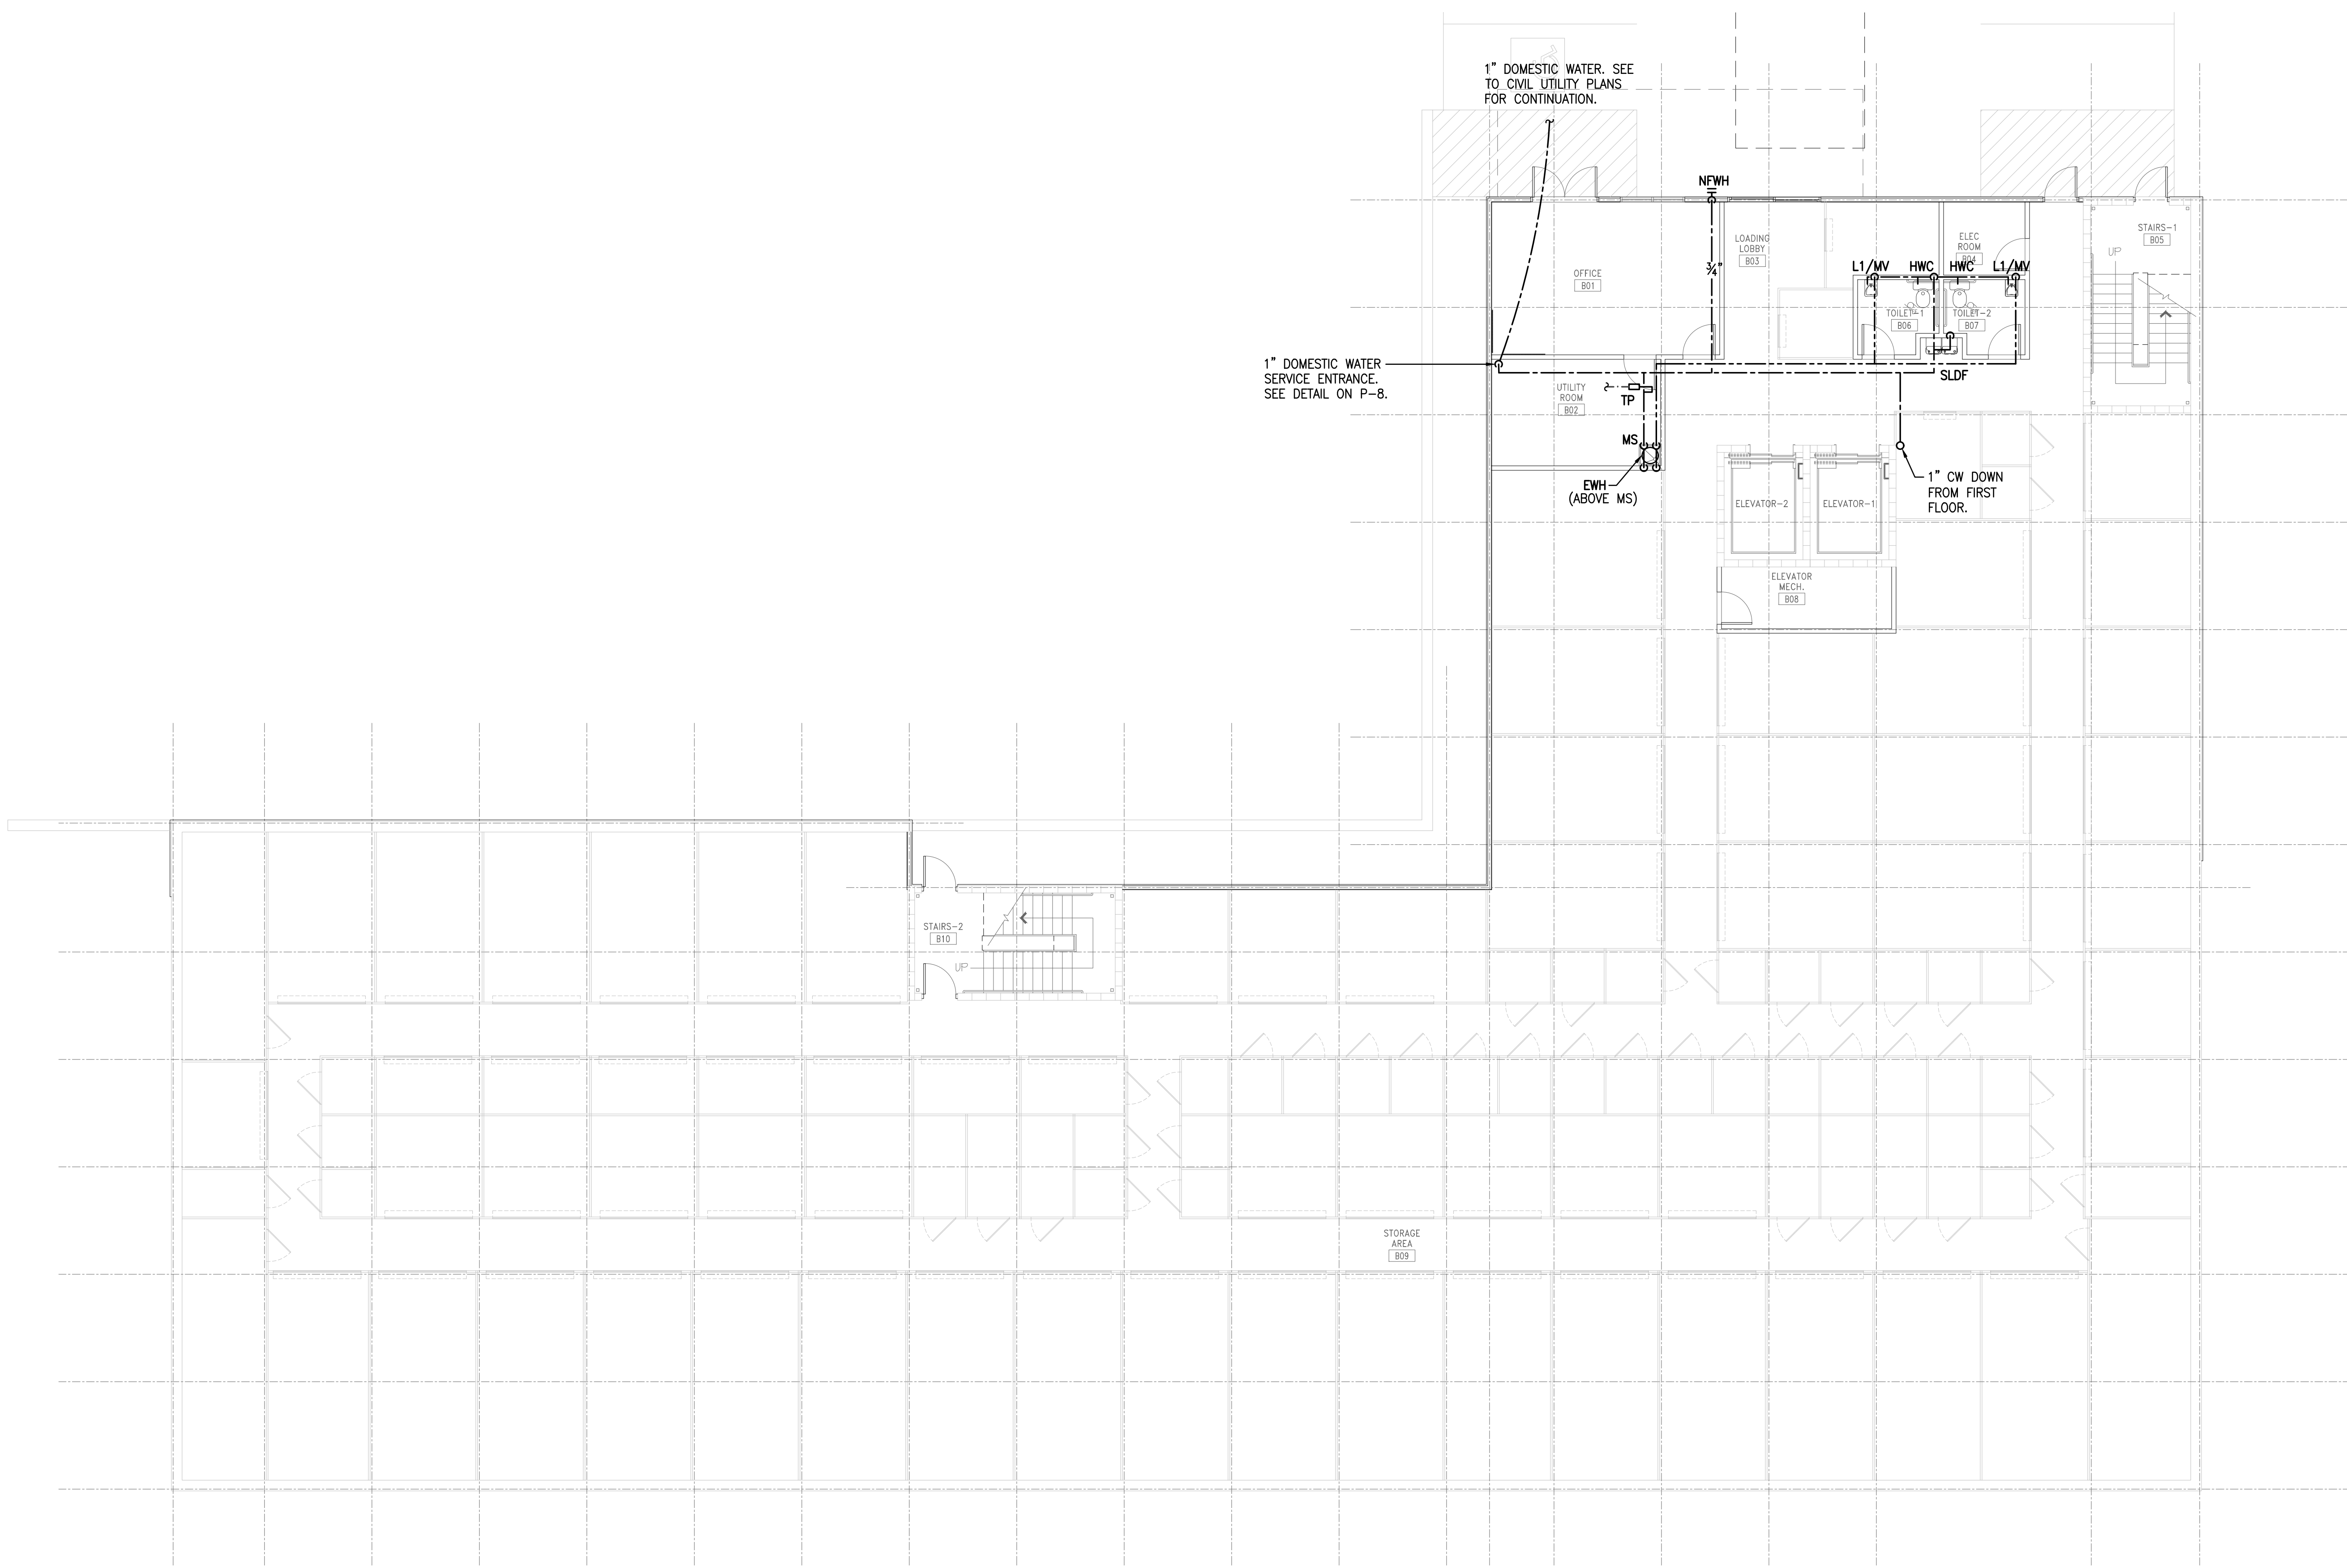 1” DOMESTIC WATER. SEE
TO CIVIL UTILITY PLANS
FOR CONTINUATION.
NFWH
LOADING
LOBBY
B03
ELEC
ROOM
B04
STAIRS-1
B05
UP
OFFICE
B01
3/4”
L1/MV
HWC
HWC
L1/MV
TOILET-1
B06
TOILET-2
B07
1” DOMESTIC WATER
SERVICE ENTRANCE.
SEE DETAIL ON P-8.
SLDF
UTILITY
ROOM
B02
TP
MS
EWH
(ABOVE MS)
1” CW DOWN
FROM FIRST
FLOOR.
ELEVATOR-2
ELEVATOR-1
ELEVATOR
MECH.
B08
STAIRS-2
B10
UP
STORAGE
AREA
B09